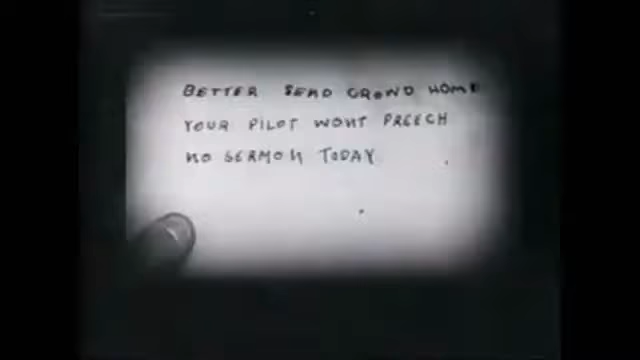 BETTER SEND CROWD HOME
YOUR PILOT WONT PREECH
NO SERMON TODAY